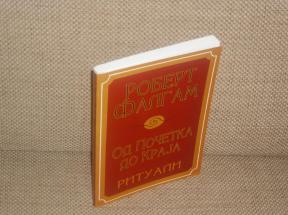 РОБЕРТ
ФАЛГАМ
ОД ПОЧЕТКА
ДО КРАЈА
РИТУАЛИ